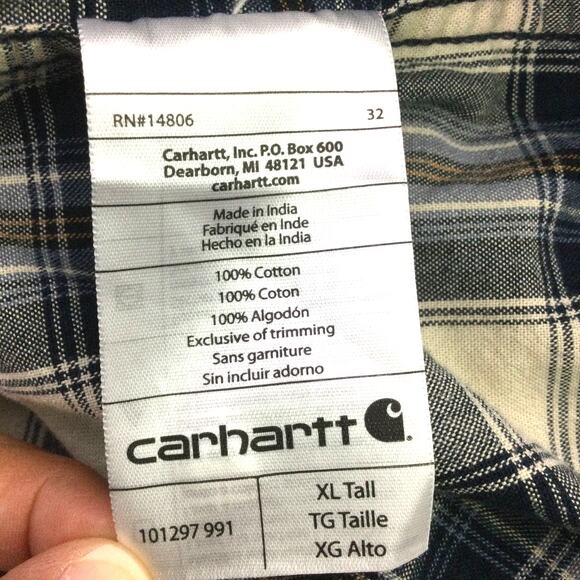 RN#14806 32
Carhartt, Inc. P.O. Box 600
Dearborn, MI 48121 USA
carhartt.com
Made in India
Fabriqué en Inde
Hecho en la India
100% Cotton
100% Coton
100% Algodón
Exclusive of trimming
Sans garniture
Sin incluir adorno
carhartt
101297 991
XL Tall
TG Taille
XG Alto